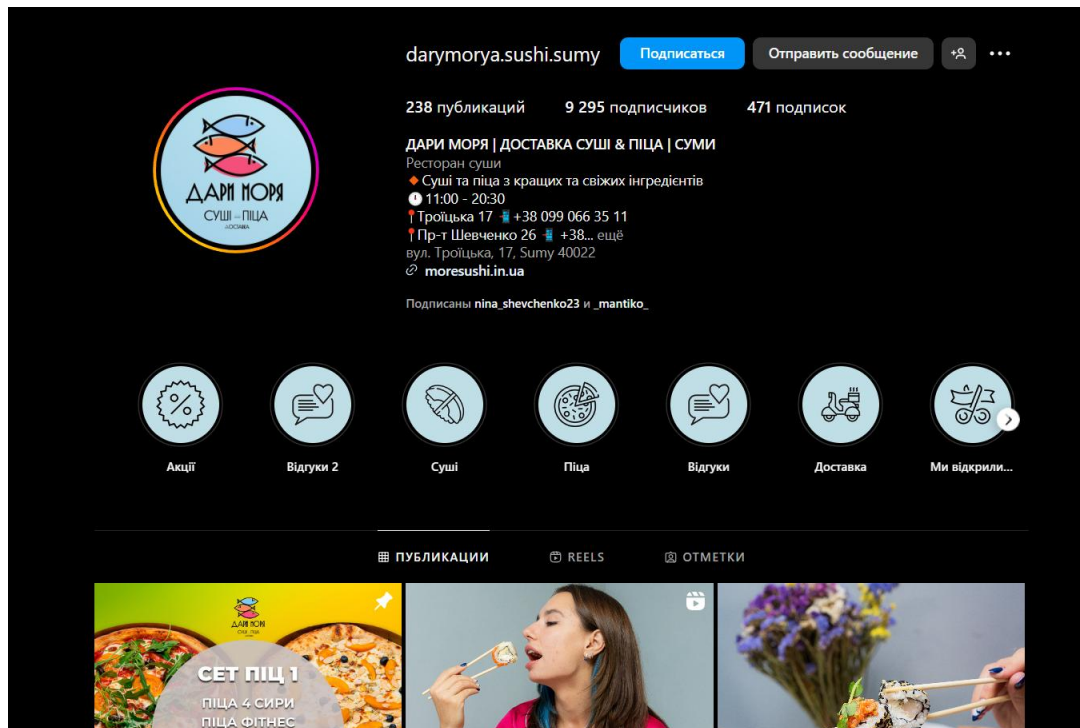 darymorya.sushi.sumy Подписаться Отправить сообщение
238 публикаций 9 295 подписчиков 471 подписок
ДАРИ МОРЯ | ДОСТАВКА СУШІ & ПІЦА | СУМИ
Ресторан суши
Суші та піца з кращих та свіжих інгредієнтів
11:00 - 20:30
Троїцька 17 +38 099 066 35 11
Пр-т Шевченко 26 +38... ещё
вул. Троїцька, 17, Sumy 40022
moresushi.in.ua
Подписаны nina_shevchenko23 и _mantiko_
ДАРИ МОРЯ
СУШІ ПІЦА
ДОСТАВКА
Акції Відгуки 2 Суші Піца Відгуки Доставка Ми відкрили...
ПУБЛИКАЦИИ REELS ОТМЕТКИ
ДАРИ МОРЯ
СУШІ ПІЦА
СЕТ ПІЦ 1
ПІЦА 4 СИРИ
ПІЦА ФІТНЕС